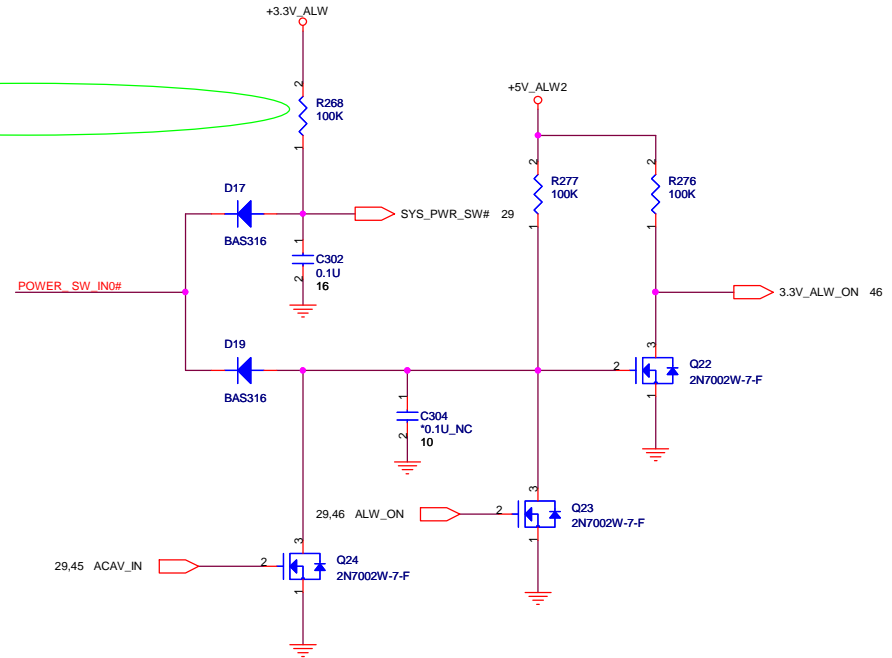 +3.3V_ALW
2
R268
100K
1
+5V_ALW2
2
R277
100K
1
2
R276
100K
1
D17
BAS316
SYS_PWR_SW# 29
1
C302
0.1U
2
16
POWER_ SW_IN0#
3.3V_ALW_ON 46
D19
BAS316
3
2
Q22
2N7002W-7-F
1
1
C304
*0.1U_NC
2
10
3
29,46 ALW_ON
2
Q23
2N7002W-7-F
1
3
29,45 ACAV_IN
2
Q24
2N7002W-7-F
1